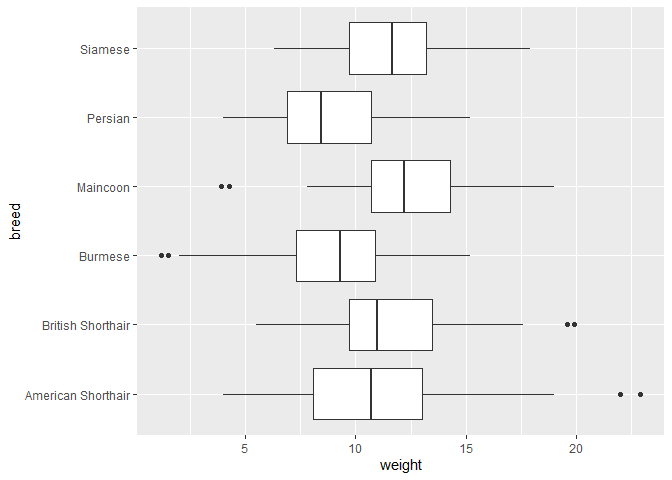 Siamese
Persian
Maincoon
Burmese
British Shorthair
American Shorthair
breed
5 10 15 20
weight